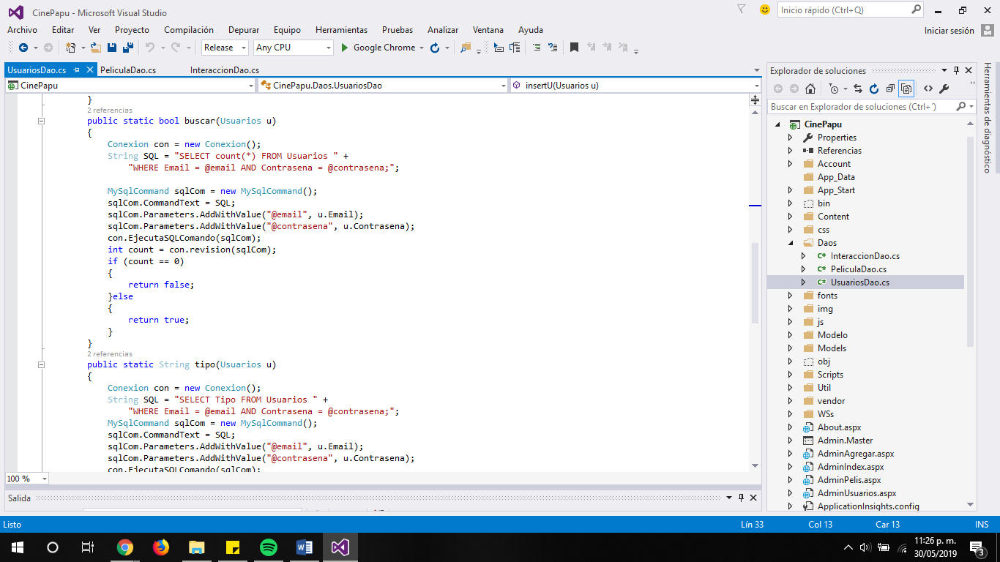 CinePapu - Microsoft Visual Studio
Inicio rápido (Ctrl+Q)
Archivo Editar Ver Proyecto Compilación Depurar Equipo Herramientas Pruebas Analizar Ventana Ayuda
Iniciar sesión
Release Any CPU Google Chrome
UsuariosDao.cs PeliculaDao.cs InteraccionDao.cs
CinePapu CinePapu.Daos.UsuariosDao insertU(Usuarios u)
}
2 referencias
public static bool buscar(Usuarios u)
{
Conexion con = new Conexion();
String SQL = "SELECT count(*) FROM Usuarios " +
"WHERE Email = @email AND Contrasena = @contrasena;";
MySqlCommand sqlCom = new MySqlCommand();
sqlCom.CommandText = SQL;
sqlCom.Parameters.AddWithValue("@email", u.Email);
sqlCom.Parameters.AddWithValue("@contrasena", u.Contrasena);
con.EjecutaSQLComando(sqlCom);
int count = con.revision(sqlCom);
if (count == 0)
{
return false;
}else
{
return true;
}
}
2 referencias
public static String tipo(Usuarios u)
{
Conexion con = new Conexion();
String SQL = "SELECT Tipo FROM Usuarios " +
"WHERE Email = @email AND Contrasena = @contrasena;";
MySqlCommand sqlCom = new MySqlCommand();
sqlCom.CommandText = SQL;
sqlCom.Parameters.AddWithValue("@email", u.Email);
sqlCom.Parameters.AddWithValue("@contrasena", u.Contrasena);
con.EjecutaSQLComando(sqlCom);
100 %
Salida
Explorador de soluciones
Buscar en Explorador de soluciones (Ctrl+´)
CinePapu
Properties
Referencias
Account
App_Data
App_Start
bin
Content
css
Daos
C# InteraccionDao.cs
C# PeliculaDao.cs
C# UsuariosDao.cs
fonts
img
js
Modelo
Models
obj
Scripts
Util
vendor
WSs
About.aspx
Admin.Master
AdminAgregar.aspx
AdminIndex.aspx
AdminPelis.aspx
AdminUsuarios.aspx
ApplicationInsights.config
Herramientas de diagnóstico
Listo Lín 33 Col 13 Car 13 INS
11:26 p. m.
30/05/2019
3